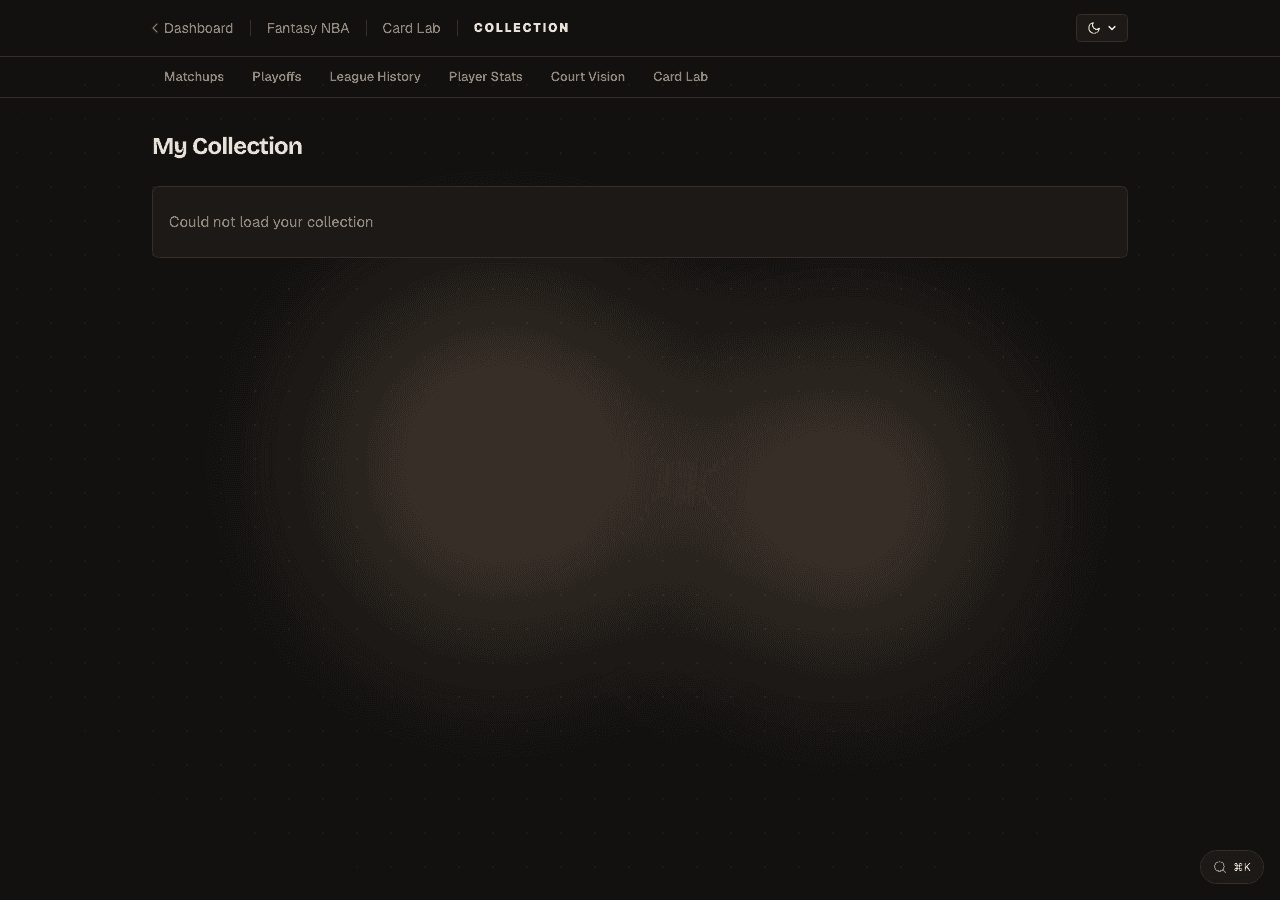 Dashboard Fantasy NBA Card Lab COLLECTION
Matchups Playoffs League History Player Stats Court Vision Card Lab
My Collection
Could not load your collection
⌘K